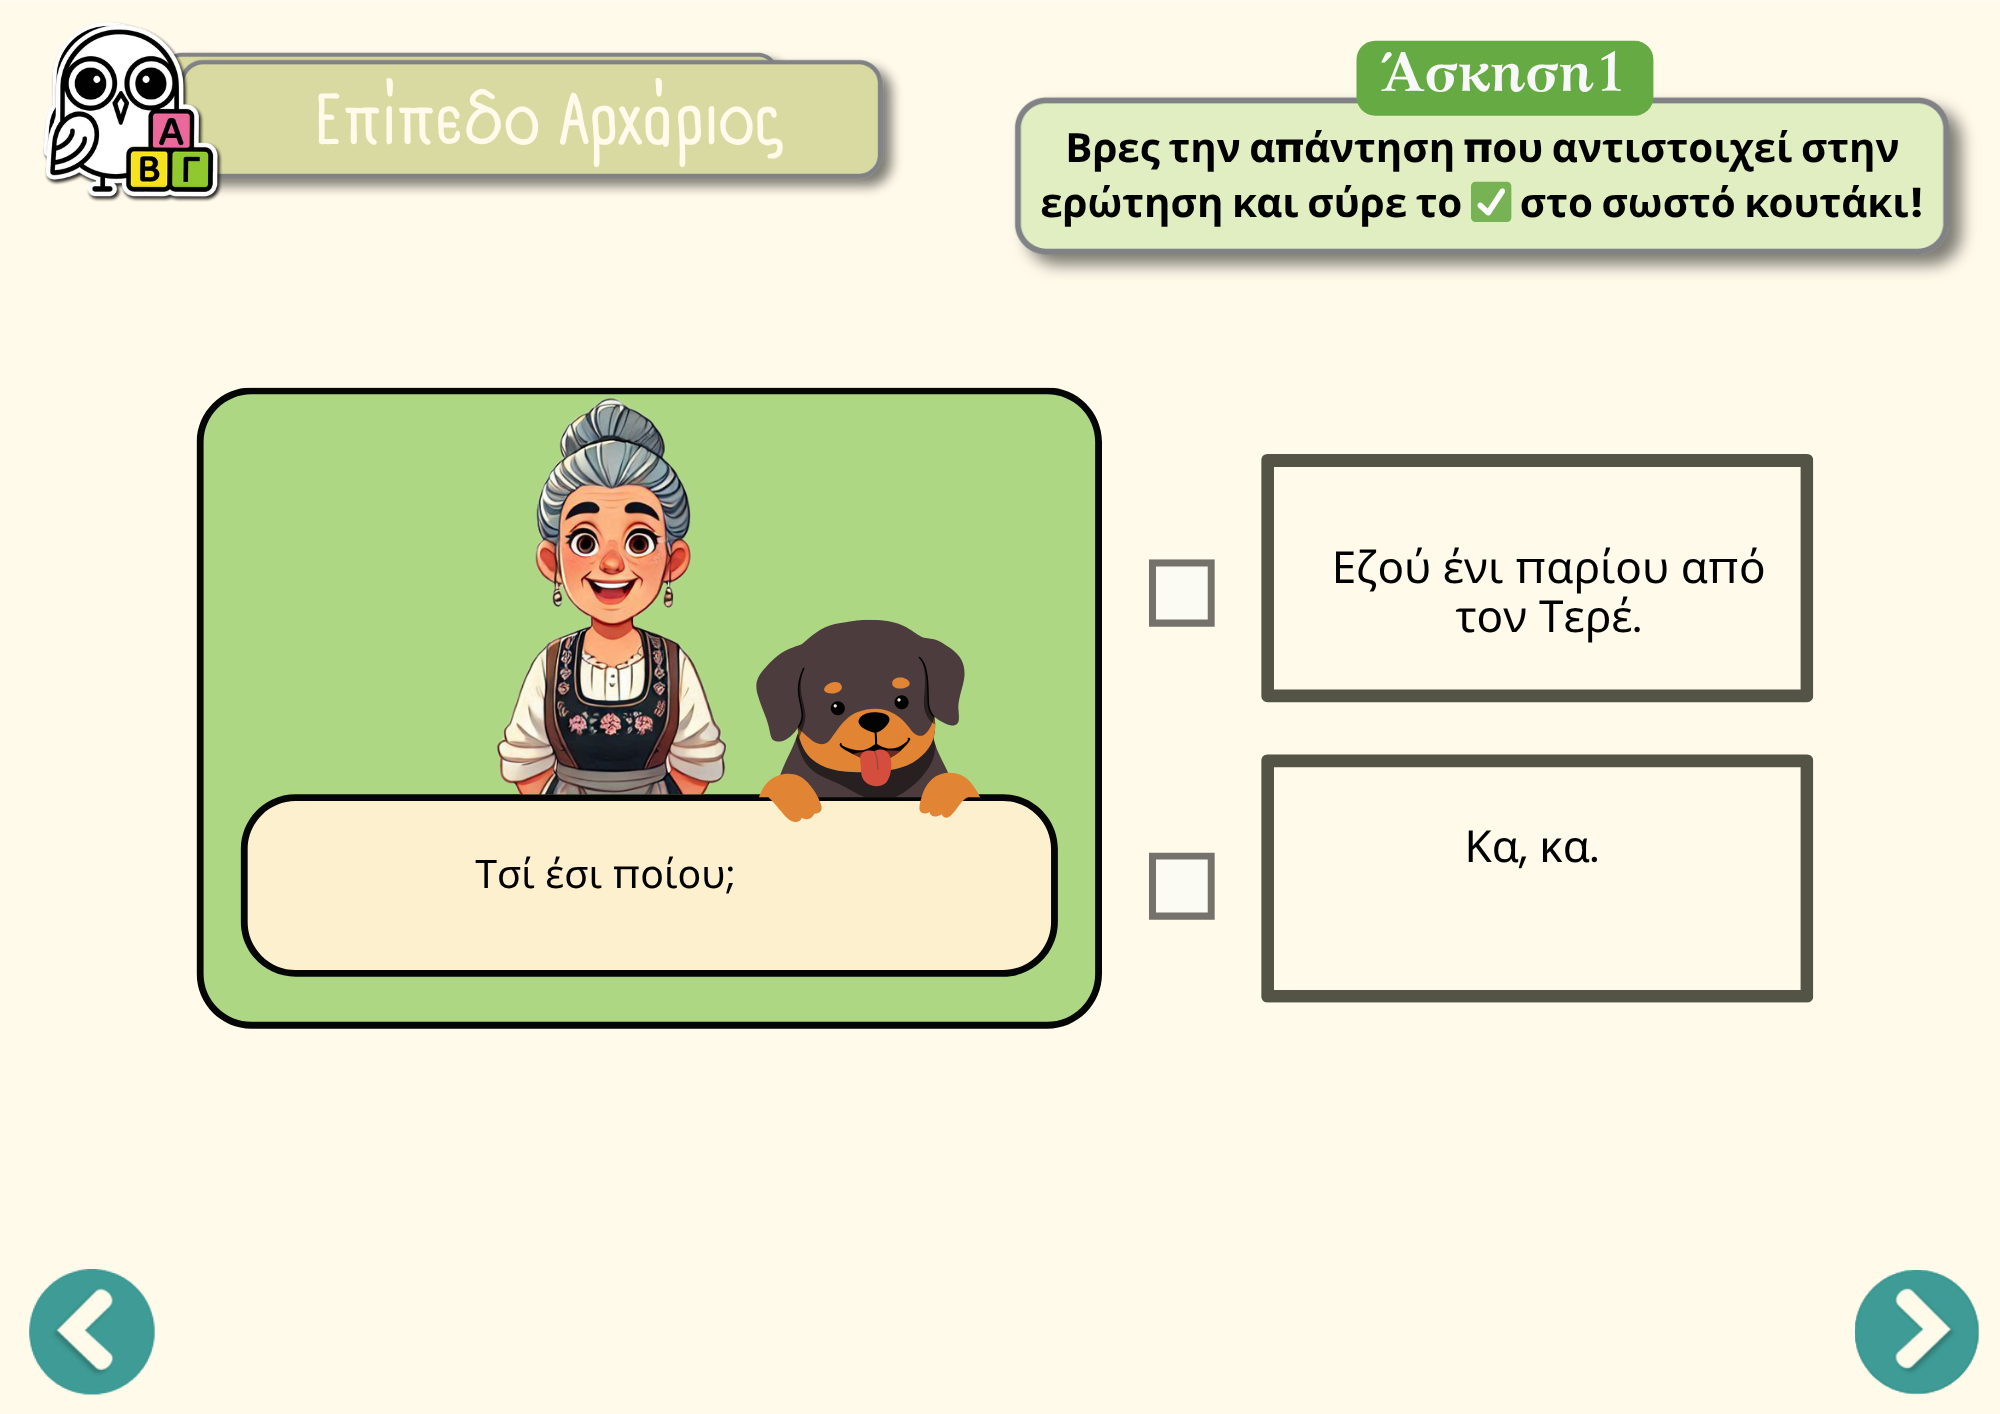 Α
Β Γ
Επίπεδο Αρχάριος
Άσκηση 1
Βρες την απάντηση που αντιστοιχεί στην
ερώτηση και σύρε το ✅ στο σωστό κουτάκι!
Τσί έσι ποίου;
Εζού ένι παρίου από
τον Τερέ.
Κα, κα.